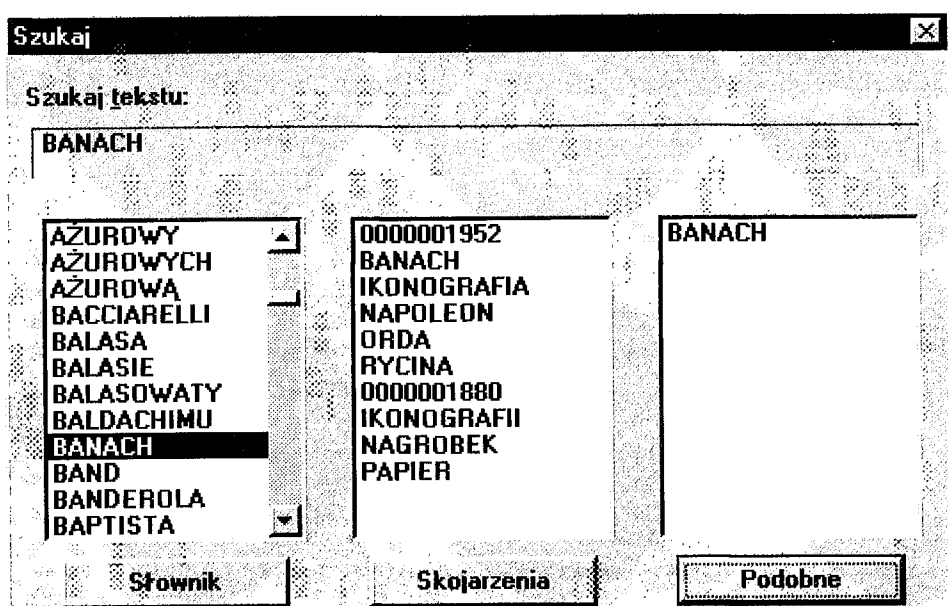 Szukaj
Szukaj tekstu:
BANACH
AŻUROWY
AŻUROWYCH
AŻUROWĄ
BACCIARELLI
BALASA
BALASIE
BALASOWATY
BALDACHIMU
BANACH
BAND
BANDEROLA
BAPTISTA
0000001952
BANACH
IKONOGRAFIA
NAPOLEON
ORDA
RYCINA
0000001880
IKONOGRAFII
NAGROBEK
PAPIER
BANACH
Słownik
Skojarzenia
Podobne